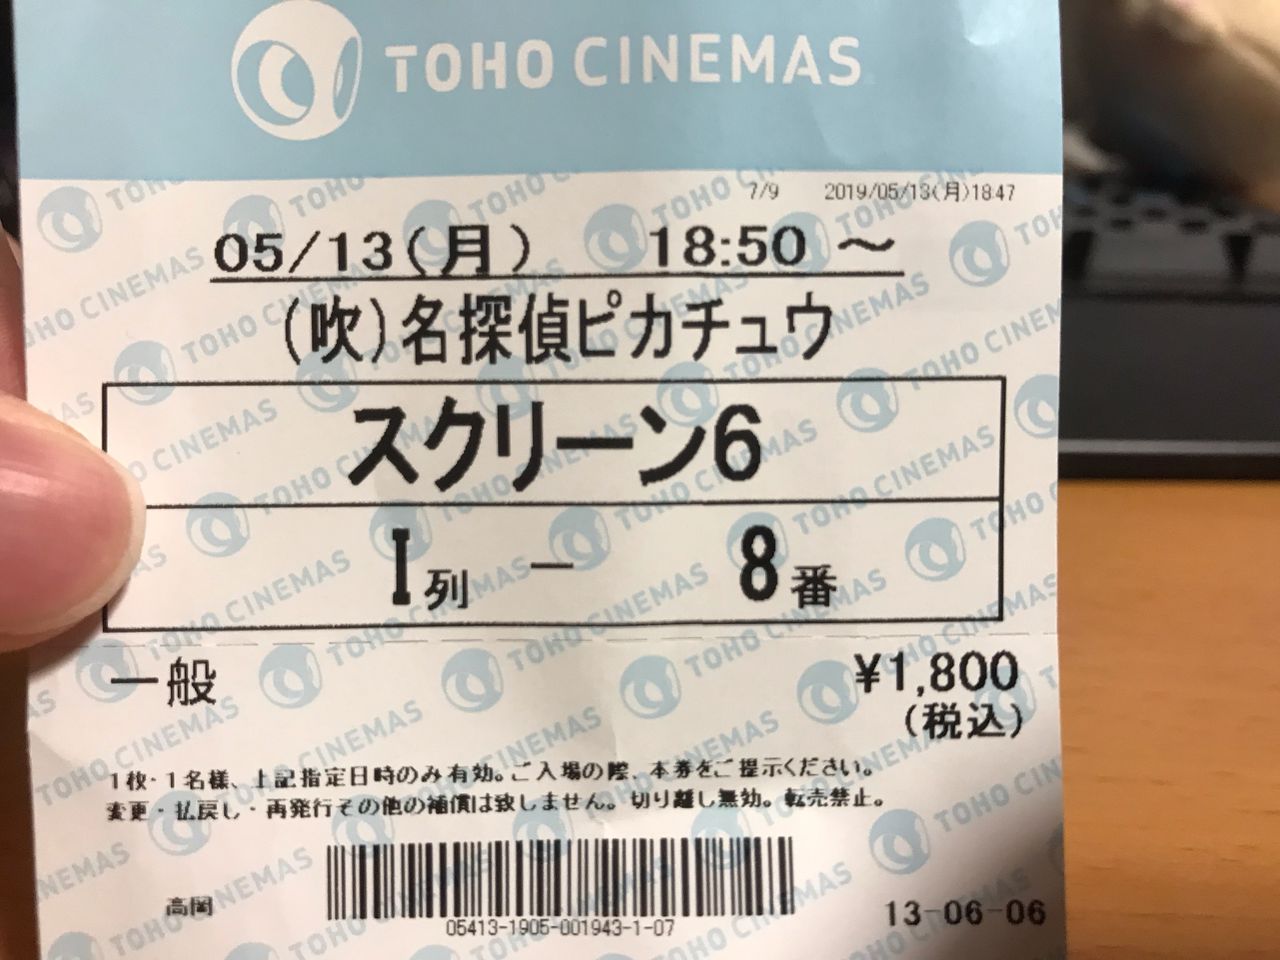 TOHO CINEMAS
7/9 2019/05/13(月)18:47
05/13(月) 18:50 ～
(吹)名探偵ピカチュウ
スクリーン6
I列 － 8番
一般 ¥1,800
(税込)
1枚・1名様、上記指定日時のみ有効。ご入場の際、本券をご提示ください。
変更・払戻し・再発行その他の補償は致しません。切り離し無効。転売禁止。
高岡 05413-1905-001943-1-07 13-06-06